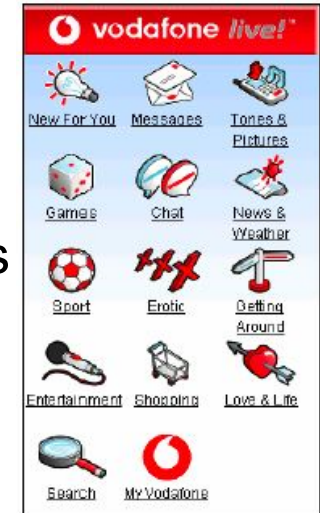 vodafone live!™
New For You Messages Tones &
Pictures
Games Chat News &
Weather
s
Sport Erotic Getting
Around
Entertainment Shopping Love & Life
Search My Vodafone